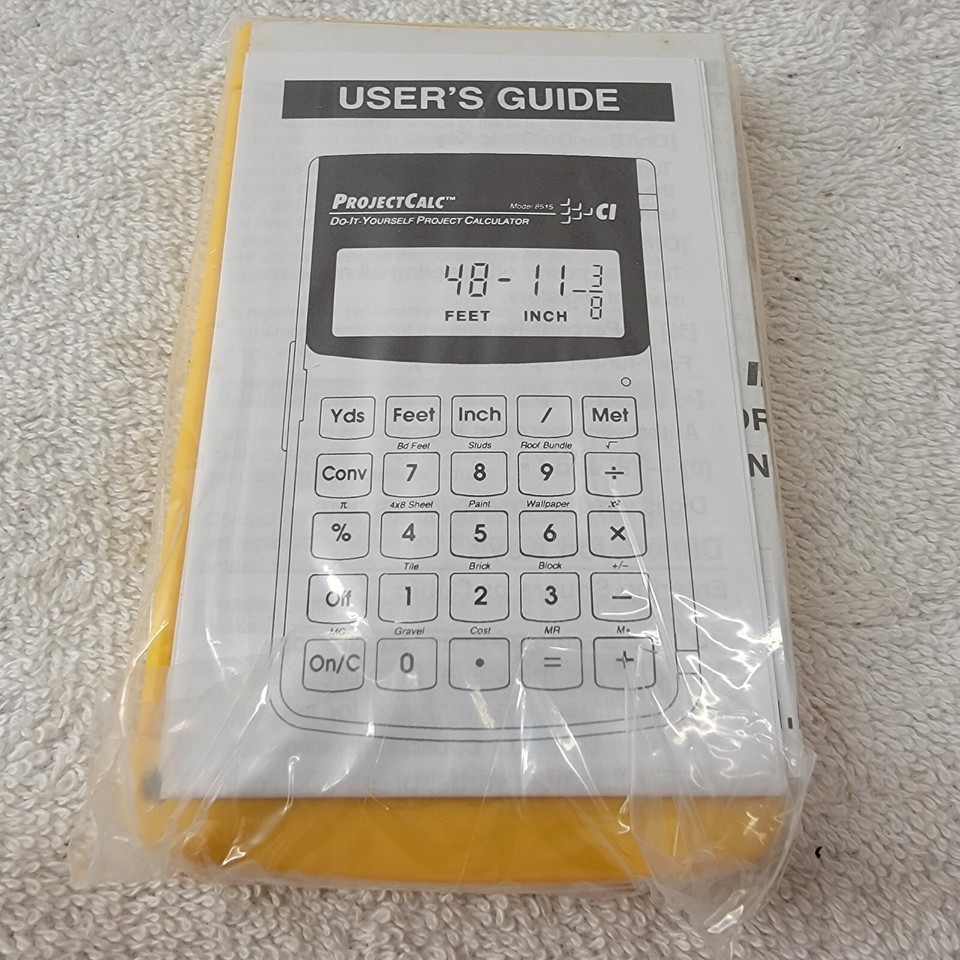 USER'S GUIDE
PROJECTCALC™
Model 8515
CI
DO-IT-YOURSELF PROJECT CALCULATOR
48-11 3/8
FEET INCH
Yds Feet Inch / Met
Bd Feet Studs Roof Bundle √
Conv 7 8 9 ÷
π 4x8 Sheet Paint Wallpaper x²
% 4 5 6 ×
Tile Brick Block +/−
Off 1 2 3 −
MC Gravel Cost MR M+
On/C 0 • = +